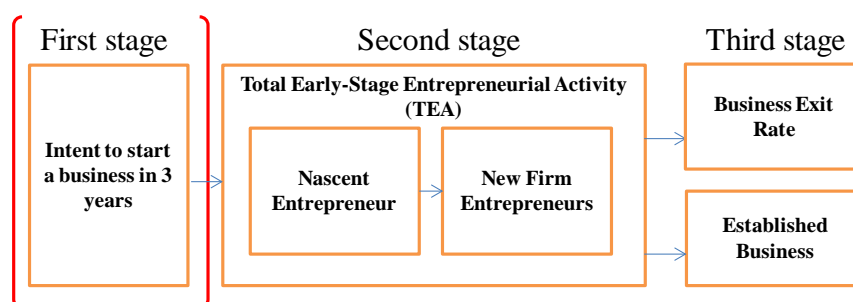 First stage
Second stage
Third stage
Intent to start
a business in 3
years
Total Early-Stage Entrepreneurial Activity
(TEA)
Nascent
Entrepreneur
New Firm
Entrepreneurs
Business Exit
Rate
Established
Business